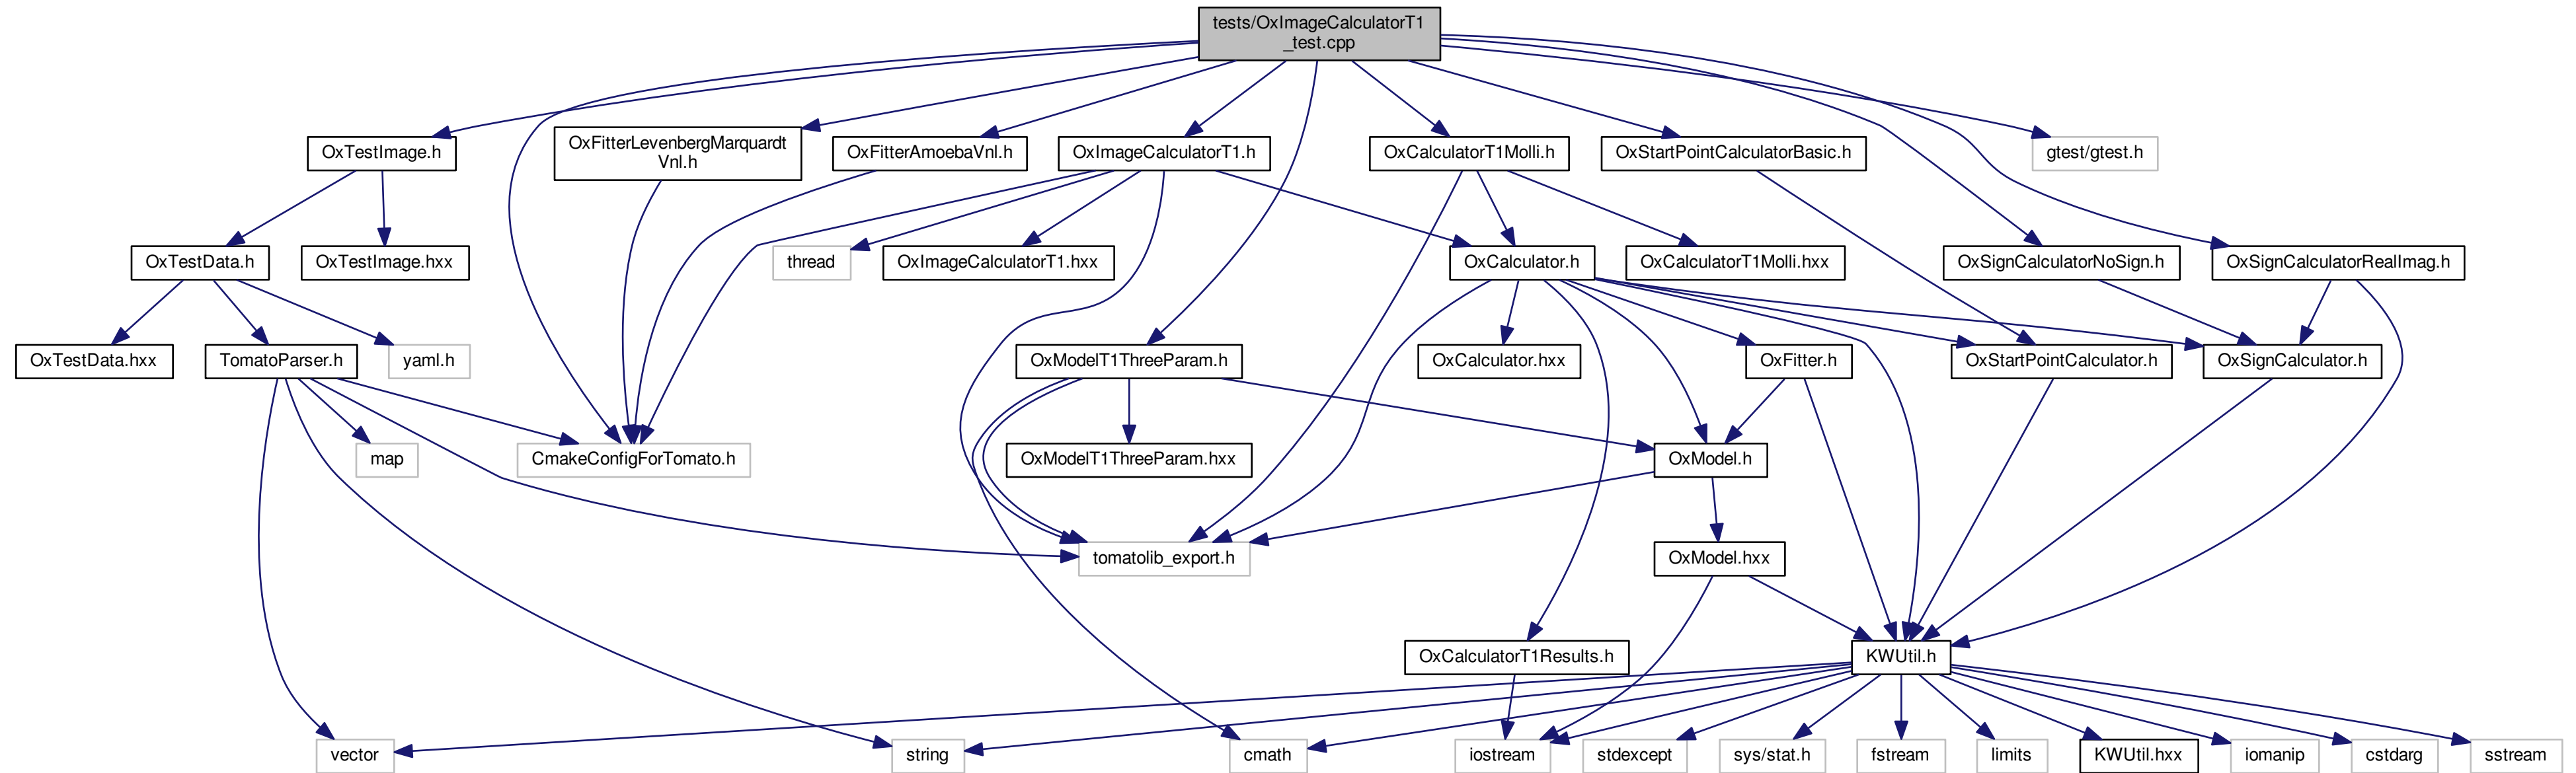 tests/OxImageCalculatorT1
_test.cpp
OxTestImage.h
OxFitterLevenbergMarquardt
Vnl.h
OxFitterAmoebaVnl.h
OxImageCalculatorT1.h
OxCalculatorT1Molli.h
OxStartPointCalculatorBasic.h
gtest/gtest.h
OxTestData.h
OxTestImage.hxx
thread
OxImageCalculatorT1.hxx
OxCalculator.h
OxCalculatorT1Molli.hxx
OxSignCalculatorNoSign.h
OxSignCalculatorRealImag.h
OxTestData.hxx
TomatoParser.h
yaml.h
OxModelT1ThreeParam.h
OxCalculator.hxx
OxFitter.h
OxStartPointCalculator.h
OxSignCalculator.h
map
CmakeConfigForTomato.h
OxModelT1ThreeParam.hxx
OxModel.h
tomatolib_export.h
OxModel.hxx
OxCalculatorT1Results.h
KWUtil.h
vector
string
cmath
iostream
stdexcept
sys/stat.h
fstream
limits
KWUtil.hxx
iomanip
cstdarg
sstream